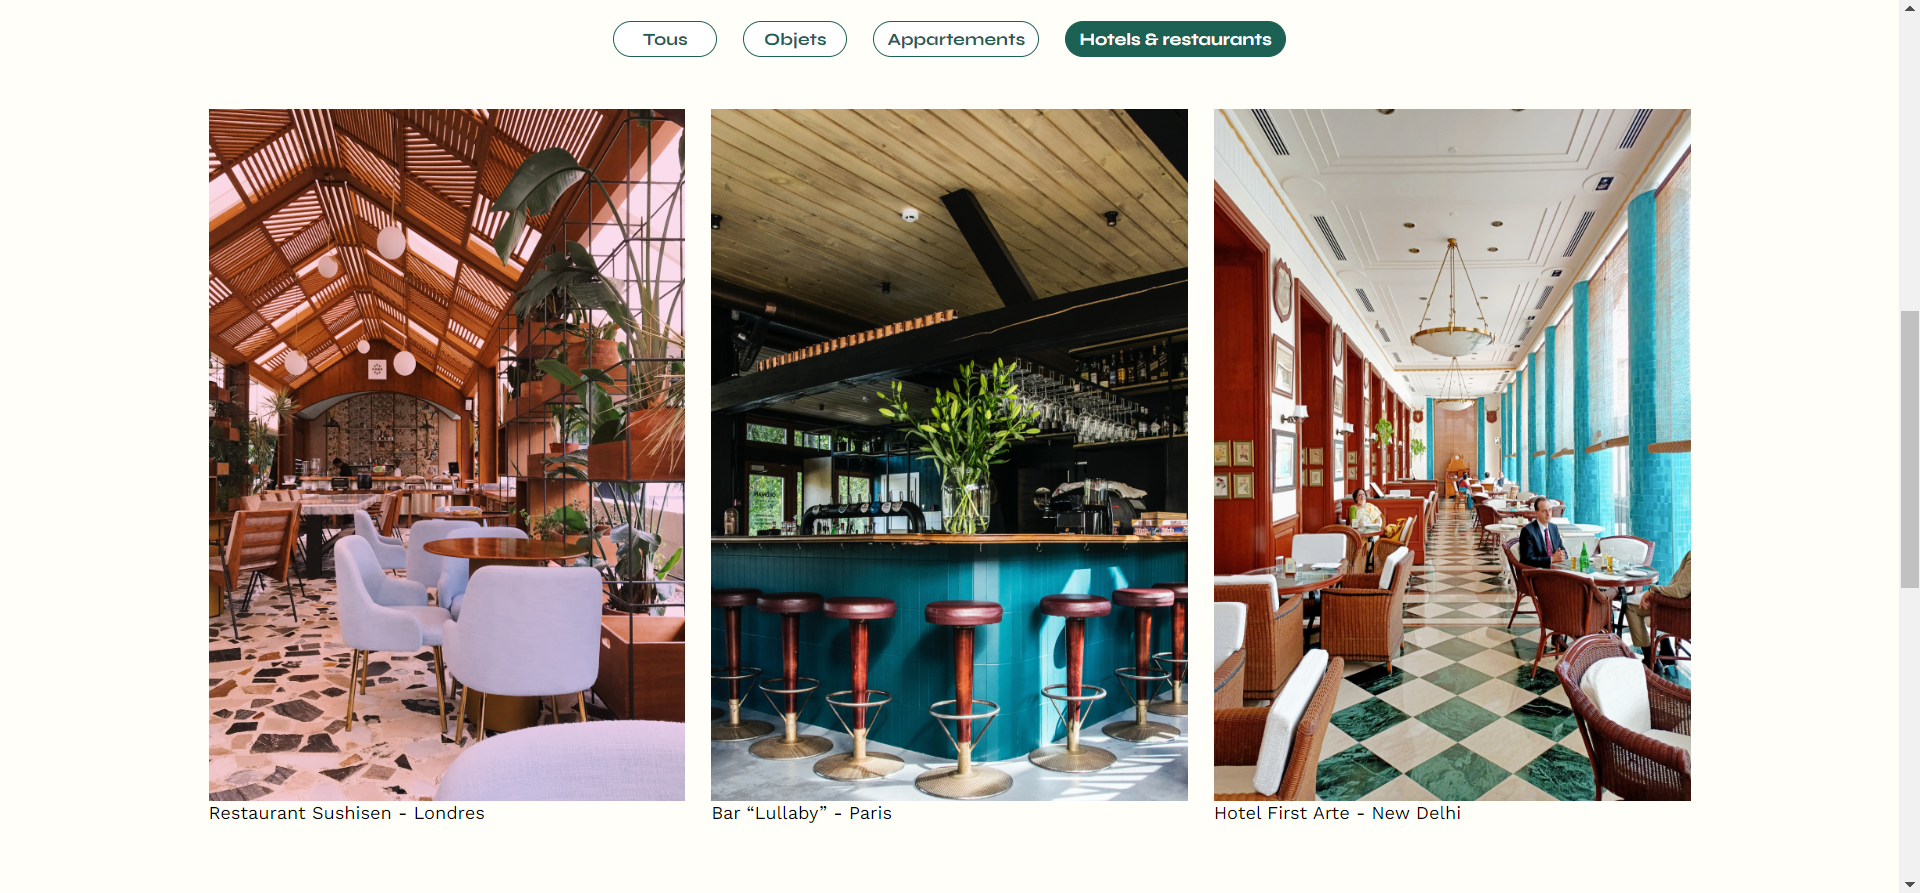 Tous
Objets
Appartements
Hotels & restaurants
Restaurant Sushisen - Londres
Bar “Lullaby” - Paris
Hotel First Arte - New Delhi